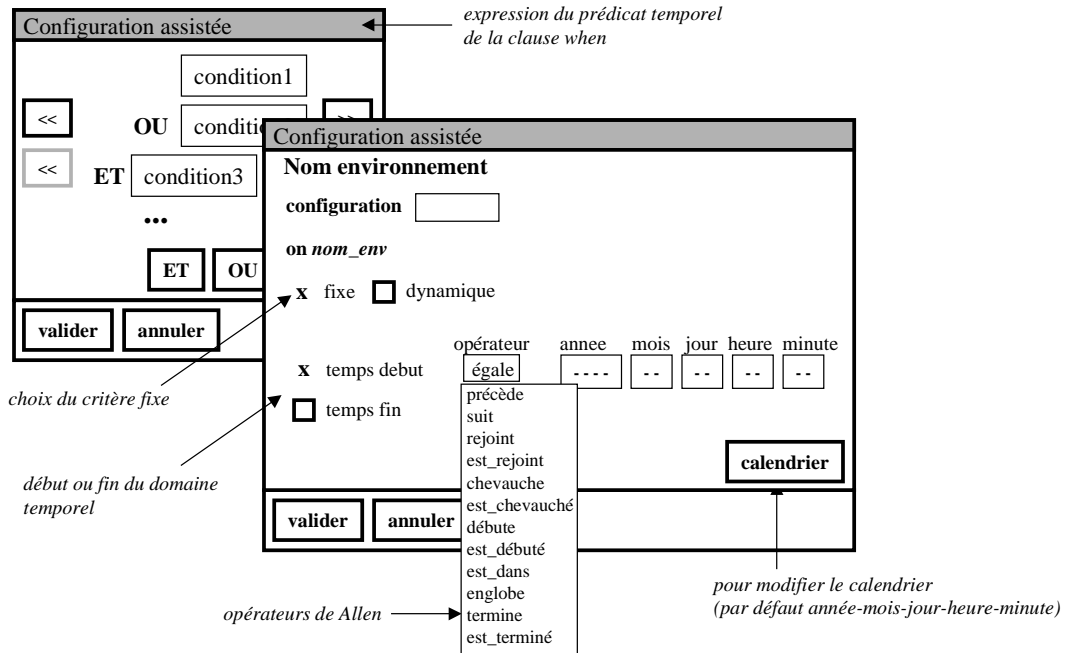 expression du prédicat temporel
de la clause when
Configuration assistée
condition1
<<
OU
<<
ET condition3
...
ET OU
valider annuler
choix du critère fixe
début ou fin du domaine
temporel
Configuration assistée
Nom environnement
configuration
on nom_env
x fixe dynamique
opérateur annee mois jour heure minute
x temps debut égale - - - - - - - - - - - -
temps fin
précède
suit
rejoint
est_rejoint
chevauche
est_chevauché
débute
est_débuté
est_dans
englobe
termine
est_terminé
calendrier
valider annuler
opérateurs de Allen
pour modifier le calendrier
(par défaut année-mois-jour-heure-minute)